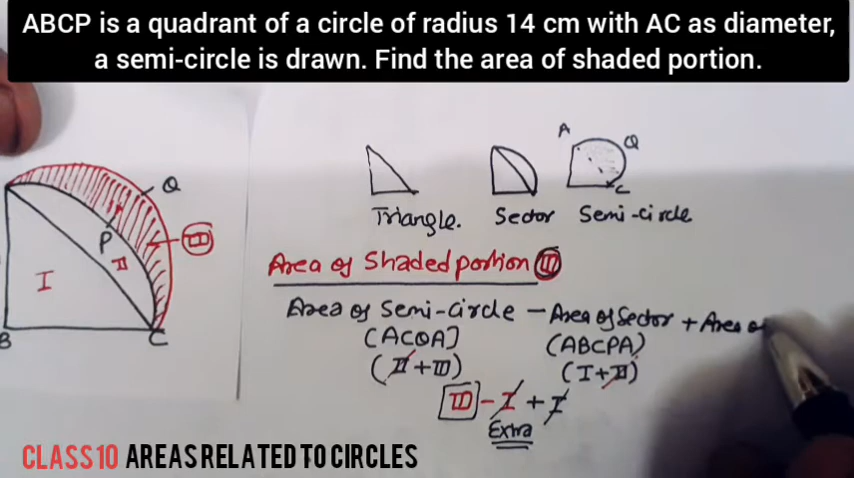 ABCP is a quadrant of a circle of radius 14 cm with AC as diameter,
a semi-circle is drawn. Find the area of shaded portion.
A
Q
C
Triangle. Sector Semi-circle
Q
P
III
II
I
B
C
Area of Shaded portion III
Area of semi-circle - Area of Sector + Area o
(ACQA) (ABCPA)
(II + III) (I + II)
III - I + I
Extra
CLASS 10 AREAS RELATED TO CIRCLES